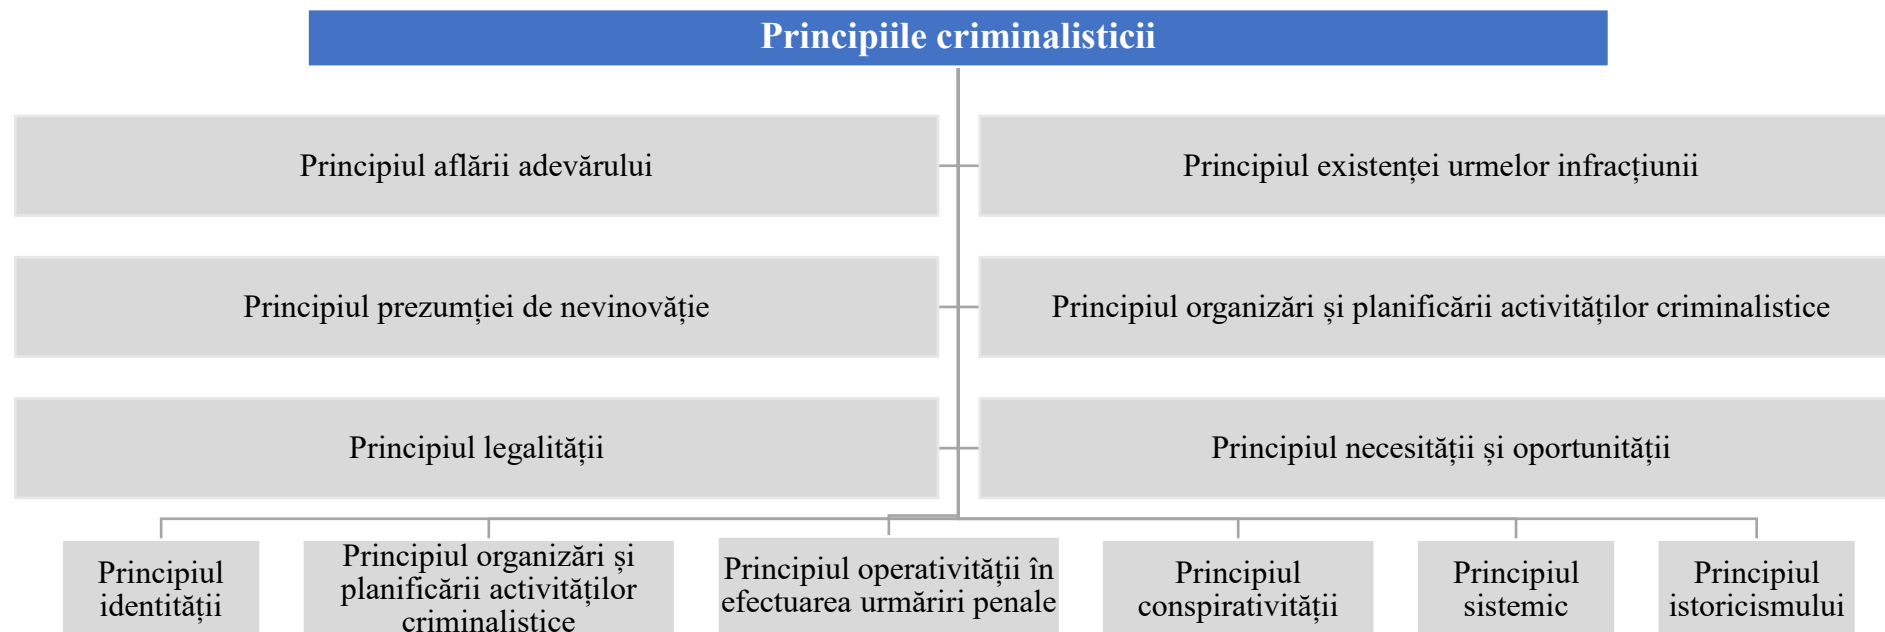 Principiile criminalisticii
Principiul aflării adevărului
Principiul existenței urmelor infracțiunii
Principiul prezumției de nevinovăție
Principiul organizări și planificării activităților criminalistice
Principiul legalității
Principiul necesității și oportunității
Principiul
identității
Principiul organizări și
planificării activităților
criminalistice
Principiul operativității în
efectuarea urmăriri penale
Principiul
conspirativității
Principiul
sistemic
Principiul
istoricismului